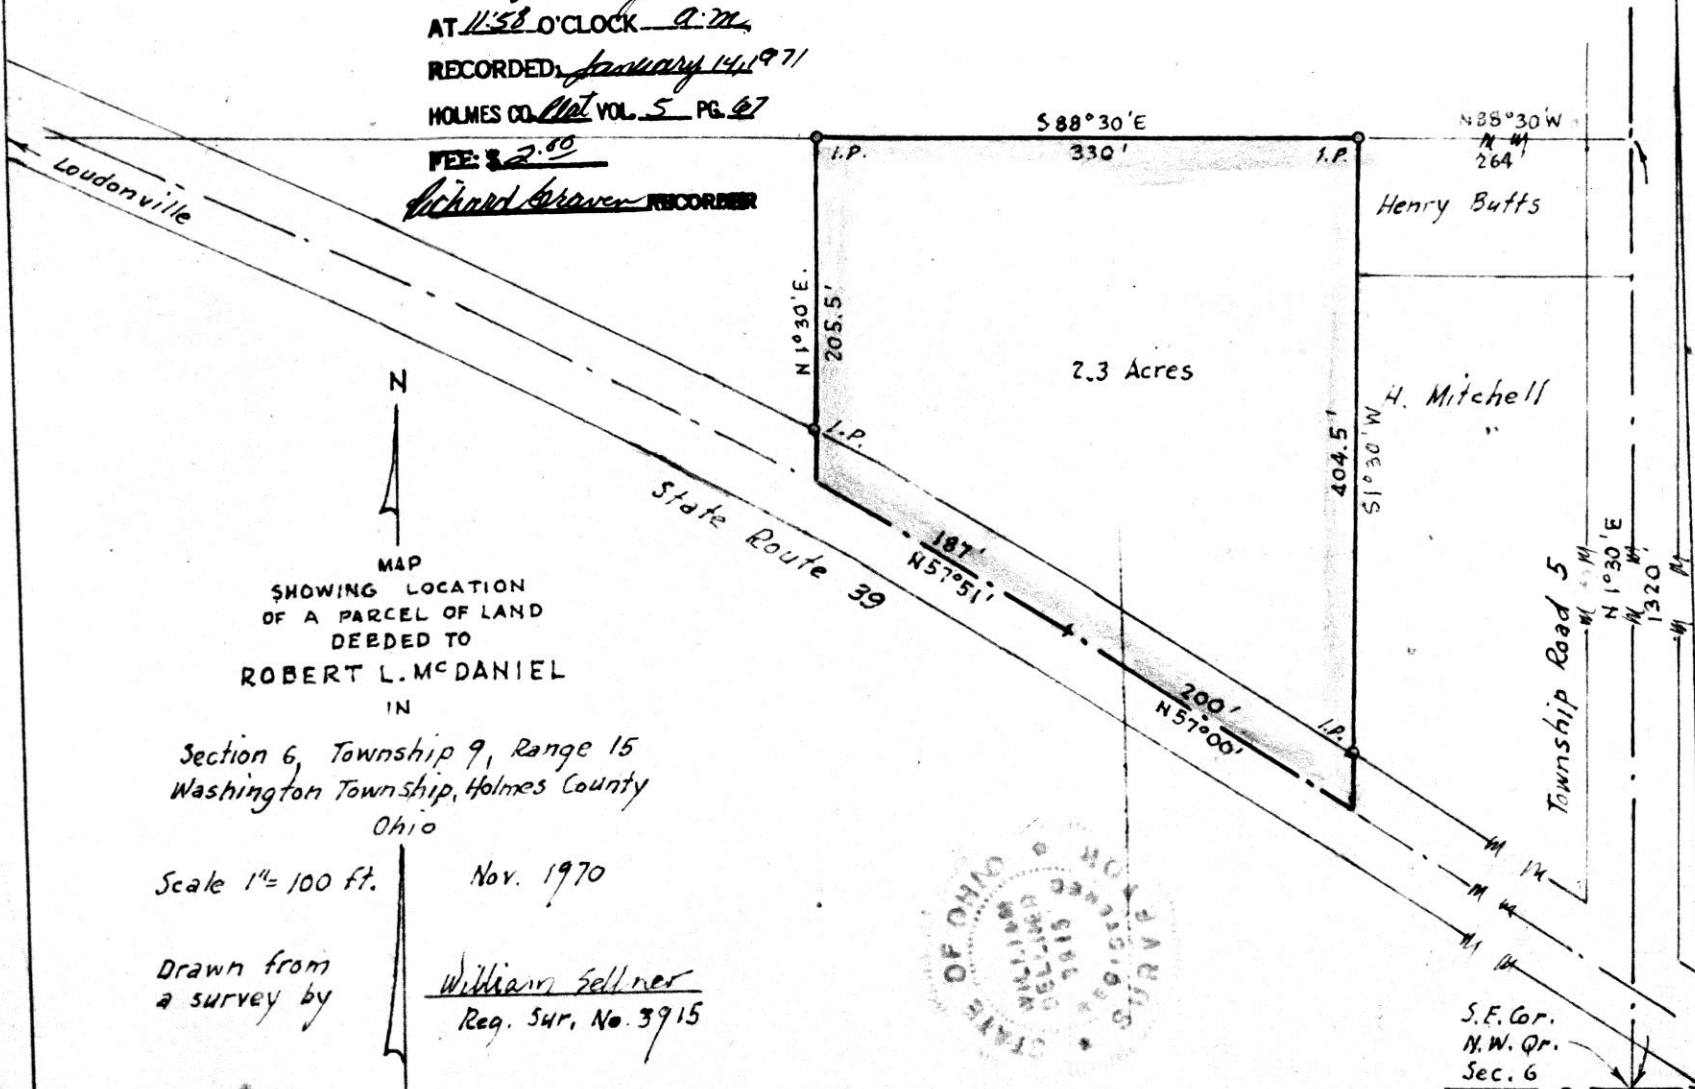 AT 11:58 O'CLOCK a.m.
RECORDED January 14, 1971
HOLMES CO. Plat VOL. 5 PG. 67
FEE: $ 2.00
Richard Graven RECORDER
Loudonville
S 88°30'E
330'
I.P.
I.P.
N 88°30'W
264'
Henry Butts
N 1°30'E.
205.5'
2.3 Acres
H. Mitchell
"
404.5'
S 1°30'W
I.P.
187'
N 57°51'
State Route 39
200'
N 57°00'
I.P.
Township Road 5
N 1°30'E
1320'
N
MAP
SHOWING LOCATION
OF A PARCEL OF LAND
DEEDED TO
ROBERT L. McDANIEL
IN
Section 6, Township 9, Range 15
Washington Township, Holmes County
Ohio
Scale 1"= 100 ft.
Nov. 1970
Drawn from
a survey by
William Sellner
Reg. Sur. No. 3915
STATE OF OHIO
REGISTERED
SURVEYOR
WILLIAM
SELLNER
3915
S.E. Cor.
N.W. Qr.
Sec. 6